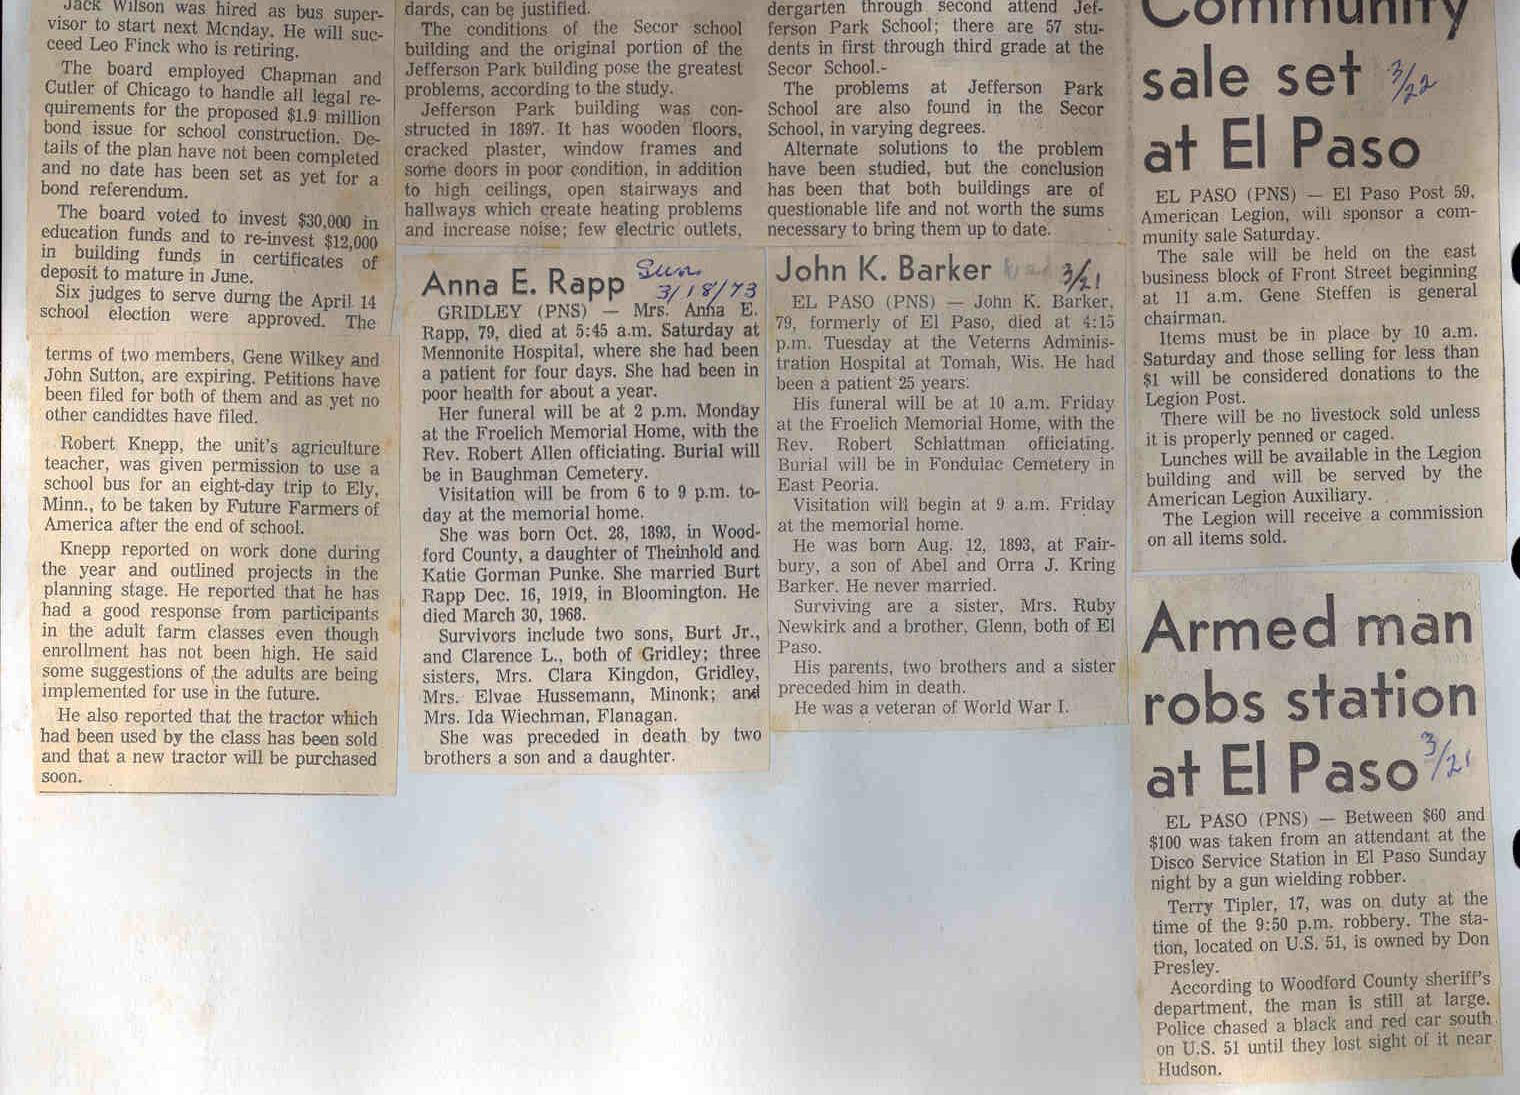 Jack Wilson was hired as bus super-
visor to start next Mcnday. He will suc-
ceed Leo Finck who is retiring.
The board employed Chapman and
Cutler of Chicago to handle all legal re-
quirements for the proposed $1.9 million
bond issue for school construction. De-
tails of the plan have not been completed
and no date has been set as yet for a
bond referendum.
The board voted to invest $30,000 in
education funds and to re-invest $12,000
in building funds in certificates of
deposit to mature in June.
Six judges to serve durng the April 14
school election were approved. The
terms of two members, Gene Wilkey and
John Sutton, are expiring. Petitions have
been filed for both of them and as yet no
other candidtes have filed.
Robert Knepp, the unit's agriculture
teacher, was given permission to use a
school bus for an eight-day trip to Ely,
Minn., to be taken by Future Farmers of
America after the end of school.
Knepp reported on work done during
the year and outlined projects in the
planning stage. He reported that he has
had a good response from participants
in the adult farm classes even though
enrollment has not been high. He said
some suggestions of the adults are being
implemented for use in the future.
He also reported that the tractor which
had been used by the class has been sold
and that a new tractor will be purchased
soon.
dards, can be justified.
The conditions of the Secor school
building and the original portion of the
Jefferson Park building pose the greatest
problems, according to the study.
Jefferson Park building was con-
structed in 1897. It has wooden floors,
cracked plaster, window frames and
some doors in poor condition, in addition
to high ceilings, open stairways and
hallways which create heating problems
and increase noise; few electric outlets,
dergarten through second attend Jef-
ferson Park School; there are 57 stu-
dents in first through third grade at the
Secor School.-
The problems at Jefferson Park
School are also found in the Secor
School, in varying degrees.
Alternate solutions to the problem
have been studied, but the conclusion
has been that both buildings are of
questionable life and not worth the sums
necessary to bring them up to date.
Anna E. Rapp
Sun
3/18/73
GRIDLEY (PNS) — Mrs. Anna E.
Rapp, 79, died at 5:45 a.m. Saturday at
Mennonite Hospital, where she had been
a patient for four days. She had been in
poor health for about a year.
Her funeral will be at 2 p.m. Monday
at the Froelich Memorial Home, with the
Rev. Robert Allen officiating. Burial will
be in Baughman Cemetery.
Visitation will be from 6 to 9 p.m. to-
day at the memorial home.
She was born Oct. 28, 1893, in Wood-
ford County, a daughter of Theinhold and
Katie Gorman Punke. She married Burt
Rapp Dec. 16, 1919, in Bloomington. He
died March 30, 1968.
Survivors include two sons, Burt Jr.,
and Clarence L., both of Gridley; three
sisters, Mrs. Clara Kingdon, Gridley,
Mrs. Elvae Hussemann, Minonk; and
Mrs. Ida Wiechman, Flanagan.
She was preceded in death by two
brothers a son and a daughter.
John K. Barker
3/21
EL PASO (PNS) — John K. Barker,
79, formerly of El Paso, died at 4:15
p.m. Tuesday at the Veterns Adminis-
tration Hospital at Tomah, Wis. He had
been a patient 25 years.
His funeral will be at 10 a.m. Friday
at the Froelich Memorial Home, with the
Rev. Robert Schlattman officiating.
Burial will be in Fondulac Cemetery in
East Peoria.
Visitation will begin at 9 a.m. Friday
at the memorial home.
He was born Aug. 12, 1893, at Fair-
bury, a son of Abel and Orra J. Kring
Barker. He never married.
Surviving are a sister, Mrs. Ruby
Newkirk and a brother, Glenn, both of El
Paso.
His parents, two brothers and a sister
preceded him in death.
He was a veteran of World War I.
Community
sale set
3/22
at El Paso
EL PASO (PNS) — El Paso Post 59,
American Legion, will sponsor a com-
munity sale Saturday.
The sale will be held on the east
business block of Front Street beginning
at 11 a.m. Gene Steffen is general
chairman.
Items must be in place by 10 a.m.
Saturday and those selling for less than
$1 will be considered donations to the
Legion Post.
There will be no livestock sold unless
it is properly penned or caged.
Lunches will be available in the Legion
building and will be served by the
American Legion Auxiliary.
The Legion will receive a commission
on all items sold.
Armed man
robs station
at El Paso
3/21
EL PASO (PNS) — Between $60 and
$100 was taken from an attendant at the
Disco Service Station in El Paso Sunday
night by a gun wielding robber.
Terry Tipler, 17, was on duty at the
time of the 9:50 p.m. robbery. The sta-
tion, located on U.S. 51, is owned by Don
Presley.
According to Woodford County sheriff's
department, the man is still at large.
Police chased a black and red car south
on U.S. 51 until they lost sight of it near
Hudson.